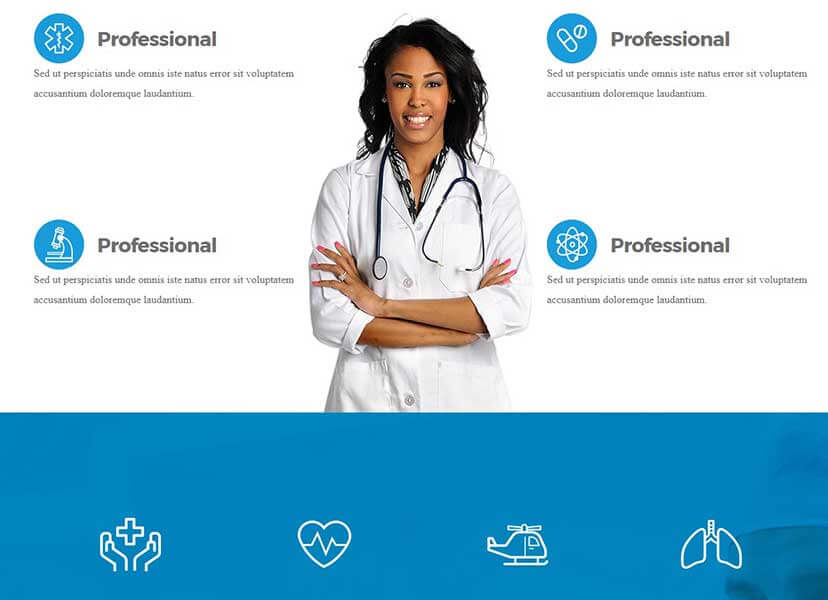 Professional
Sed ut perspiciatis unde omnis iste natus error sit voluptatem
accusantium doloremque laudantium.
Professional
Sed ut perspiciatis unde omnis iste natus error sit voluptatem
accusantium doloremque laudantium.
Professional
Sed ut perspiciatis unde omnis iste natus error sit voluptatem
accusantium doloremque laudantium.
Professional
Sed ut perspiciatis unde omnis iste natus error sit voluptatem
accusantium doloremque laudantium.